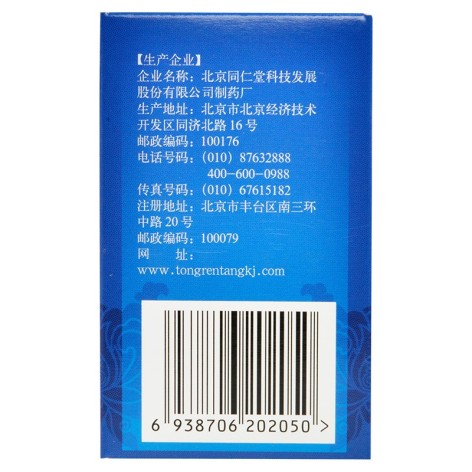 【生产企业】
企业名称：北京同仁堂科技发展
股份有限公司制药厂
生产地址：北京市北京经济技术
开发区同济北路 16 号
邮政编码：100176
电话号码：(010) 87632888
400-600-0988
传真号码：(010) 67615182
注册地址：北京市丰台区南三环
中路 20 号
邮政编码：100079
网 址：
www.tongrentangkj.com
6 938706 202050 >